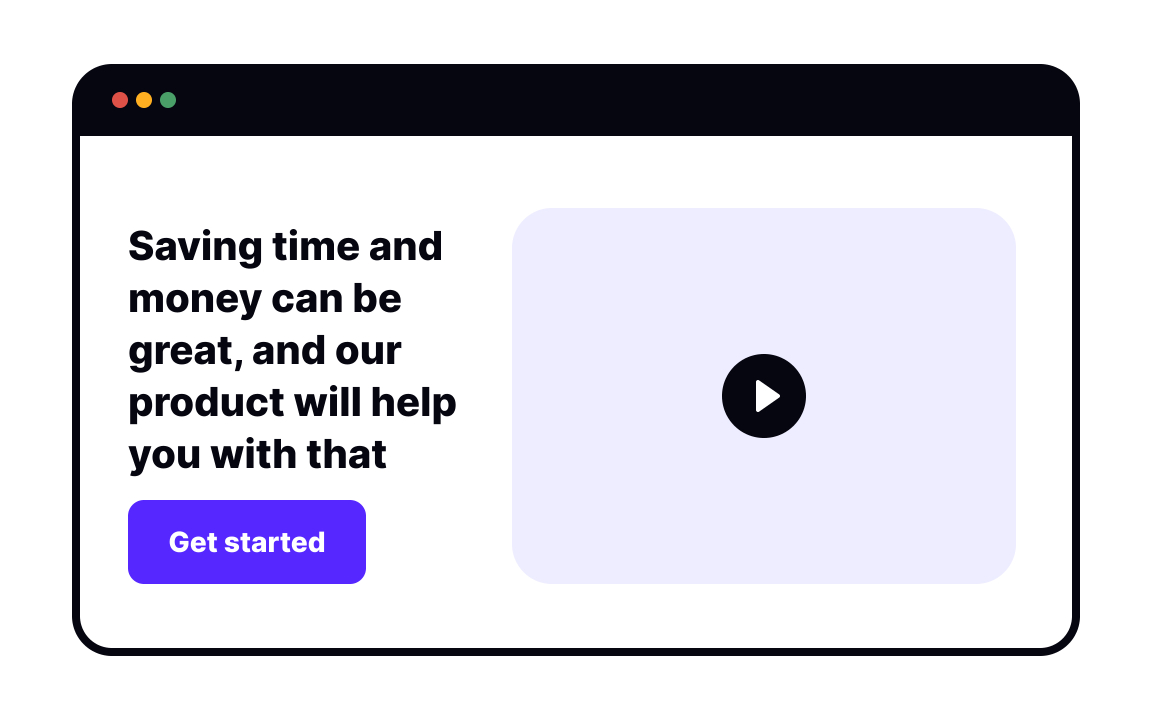 Saving time and
money can be
great, and our
product will help
you with that
Get started